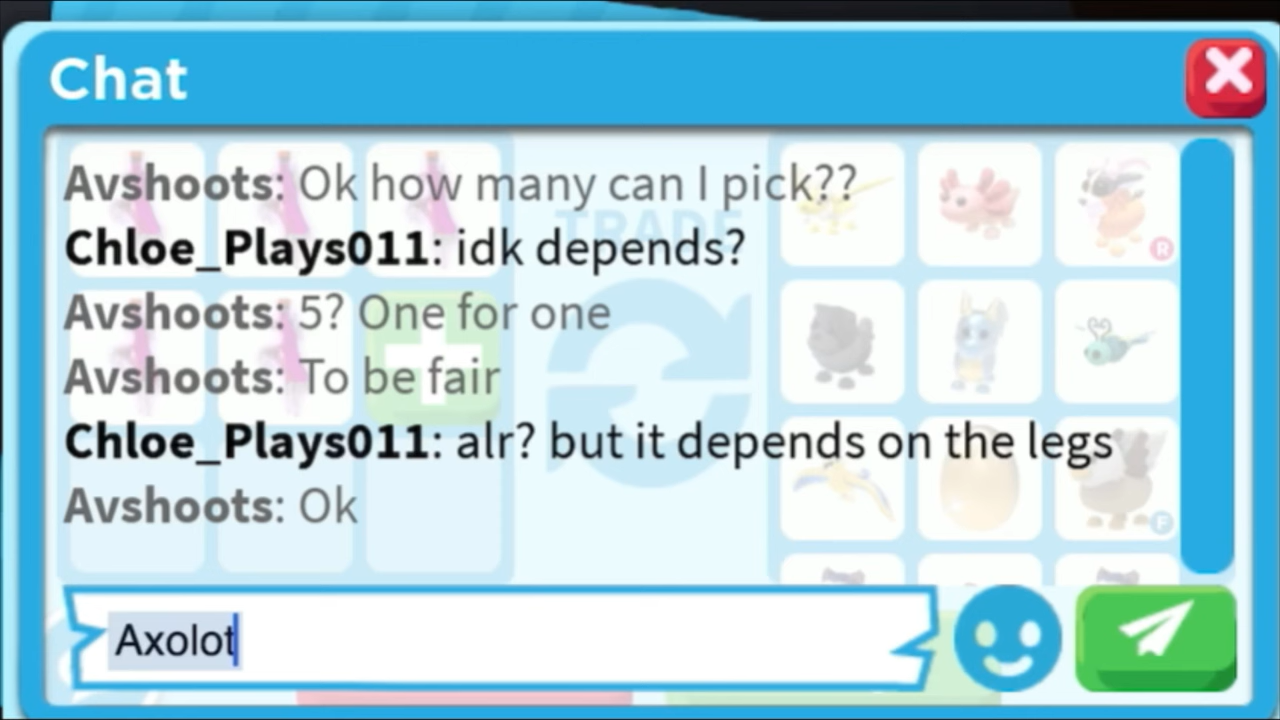 Chat
Avshoots: Ok how many can I pick??
Chloe_Plays011: idk depends?
Avshoots: 5? One for one
Avshoots: To be fair
Chloe_Plays011: alr? but it depends on the legs
Avshoots: Ok
Axolot
TRADE
R
F